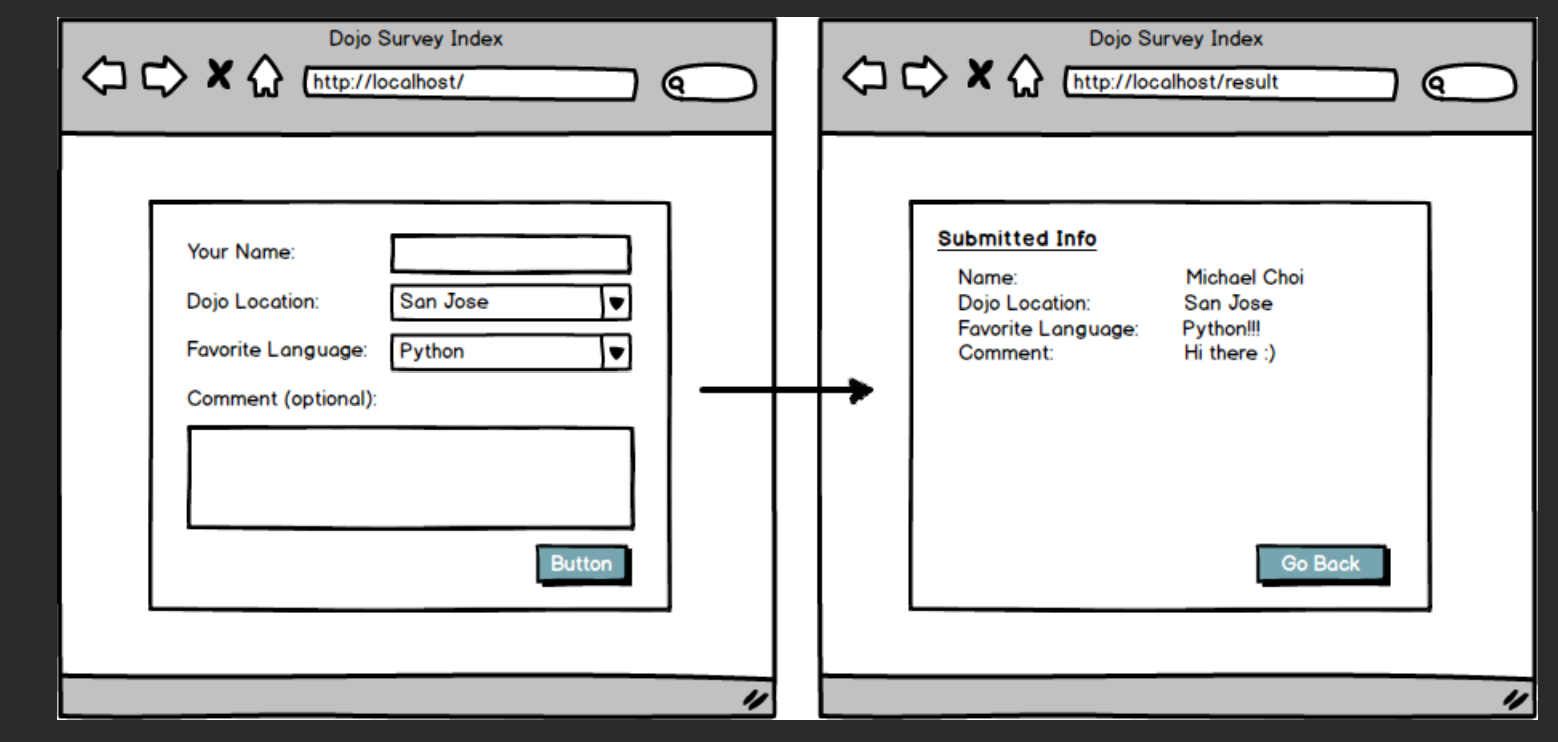 Dojo Survey Index
http://localhost/
Your Name:
Dojo Location: San Jose
Favorite Language: Python
Comment (optional):
Button
Dojo Survey Index
http://localhost/result
Submitted Info
Name: Michael Choi
Dojo Location: San Jose
Favorite Language: Python!!!
Comment: Hi there :)
Go Back